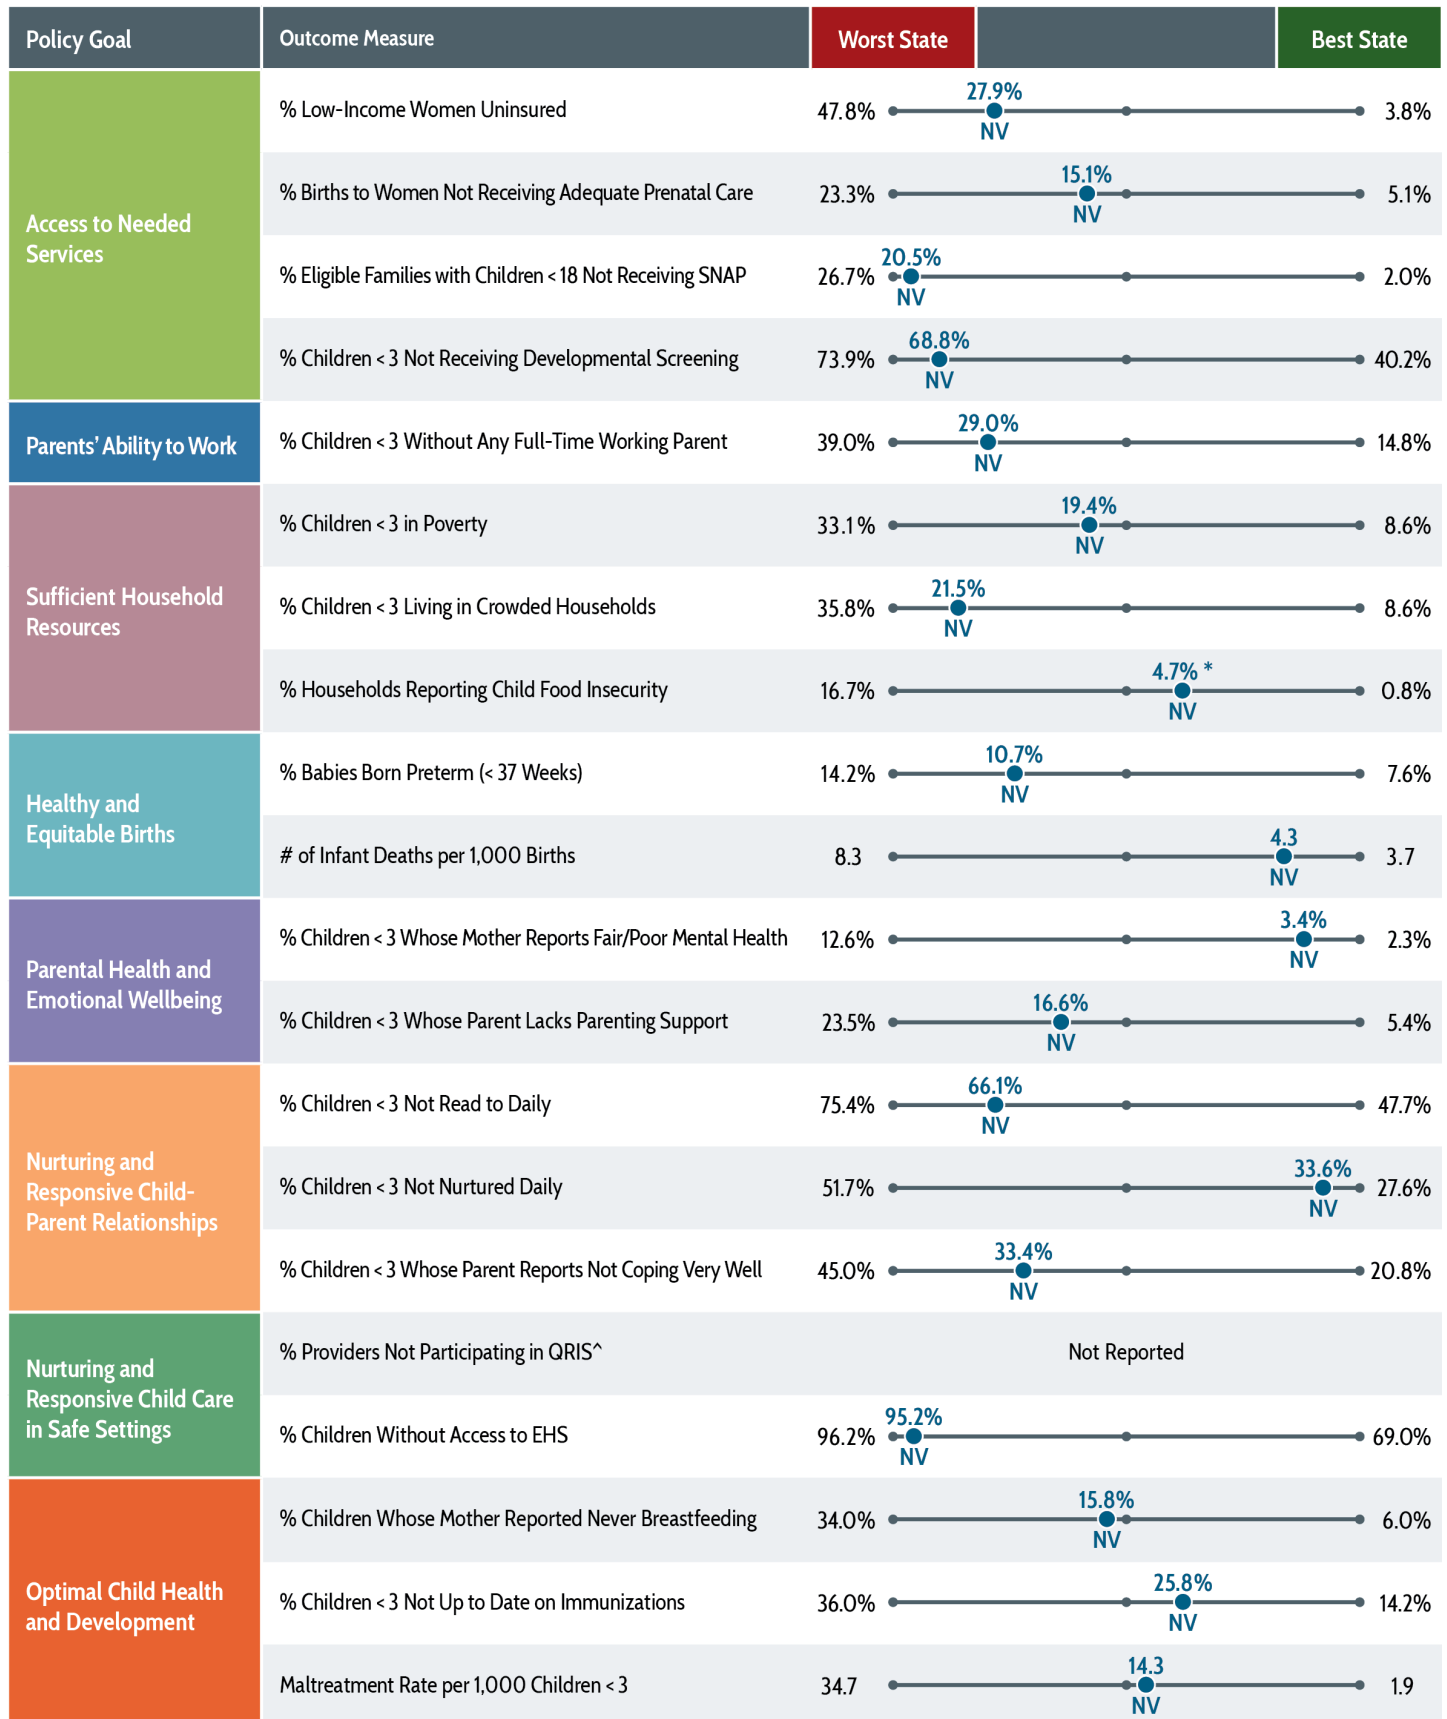 Policy Goal
Outcome Measure
Worst State
Best State
Access to Needed
Services
% Low-Income Women Uninsured
47.8%
27.9%
NV
3.8%
% Births to Women Not Receiving Adequate Prenatal Care
23.3%
15.1%
NV
5.1%
% Eligible Families with Children < 18 Not Receiving SNAP
26.7%
20.5%
NV
2.0%
% Children < 3 Not Receiving Developmental Screening
73.9%
68.8%
NV
40.2%
Parents' Ability to Work
% Children < 3 Without Any Full-Time Working Parent
39.0%
29.0%
NV
14.8%
Sufficient Household
Resources
% Children < 3 in Poverty
33.1%
19.4%
NV
8.6%
% Children < 3 Living in Crowded Households
35.8%
21.5%
NV
8.6%
% Households Reporting Child Food Insecurity
16.7%
4.7% *
NV
0.8%
Healthy and
Equitable Births
% Babies Born Preterm (< 37 Weeks)
14.2%
10.7%
NV
7.6%
# of Infant Deaths per 1,000 Births
8.3
4.3
NV
3.7
Parental Health and
Emotional Wellbeing
% Children < 3 Whose Mother Reports Fair/Poor Mental Health
12.6%
3.4%
NV
2.3%
% Children < 3 Whose Parent Lacks Parenting Support
23.5%
16.6%
NV
5.4%
Nurturing and
Responsive Child-
Parent Relationships
% Children < 3 Not Read to Daily
75.4%
66.1%
NV
47.7%
% Children < 3 Not Nurtured Daily
51.7%
33.6%
NV
27.6%
% Children < 3 Whose Parent Reports Not Coping Very Well
45.0%
33.4%
NV
20.8%
Nurturing and
Responsive Child Care
in Safe Settings
% Providers Not Participating in QRIS^
Not Reported
% Children Without Access to EHS
96.2%
95.2%
NV
69.0%
Optimal Child Health
and Development
% Children Whose Mother Reported Never Breastfeeding
34.0%
15.8%
NV
6.0%
% Children < 3 Not Up to Date on Immunizations
36.0%
25.8%
NV
14.2%
Maltreatment Rate per 1,000 Children < 3
34.7
14.3
NV
1.9